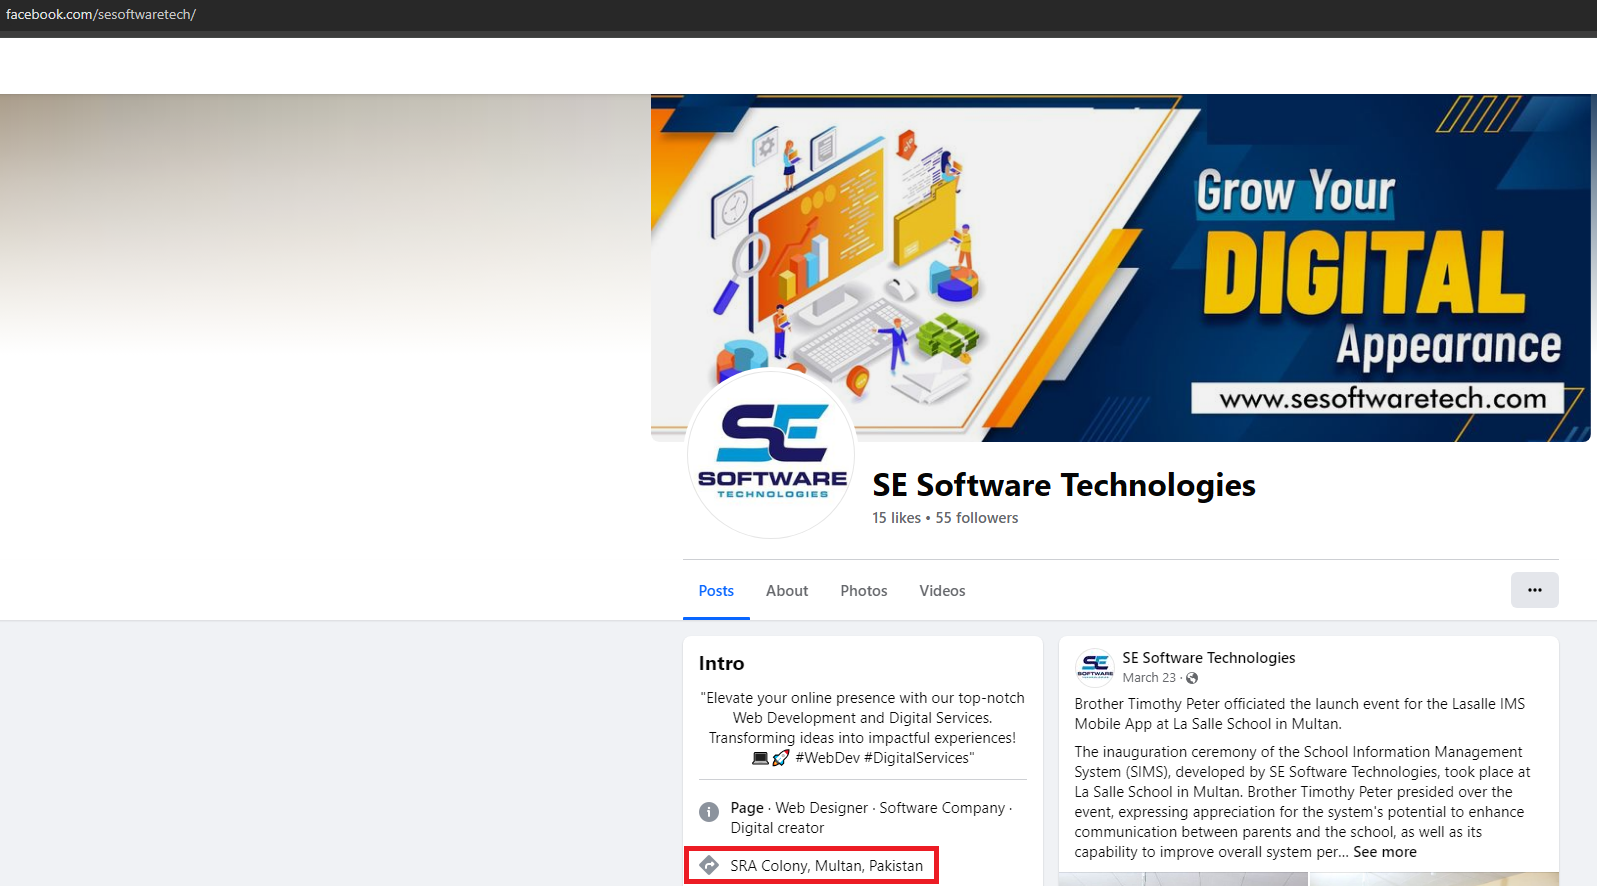 facebook.com/sesoftwaretech/
Grow Your
DIGITAL
Appearance
www.sesoftwaretech.com
SE
SOFTWARE
TECHNOLOGIES
SE Software Technologies
15 likes • 55 followers
Posts
About
Photos
Videos
Intro
"Elevate your online presence with our top-notch
Web Development and Digital Services.
Transforming ideas into impactful experiences!
💻🚀 #WebDev #DigitalServices"
Page · Web Designer · Software Company ·
Digital creator
SRA Colony, Multan, Pakistan
SE
SOFTWARE
TECHNOLOGIES
SE Software Technologies
March 23 ·
Brother Timothy Peter officiated the launch event for the Lasalle IMS
Mobile App at La Salle School in Multan.
The inauguration ceremony of the School Information Management
System (SIMS), developed by SE Software Technologies, took place at
La Salle School in Multan. Brother Timothy Peter presided over the
event, expressing appreciation for the system's potential to enhance
communication between parents and the school, as well as its
capability to improve overall system per... See more